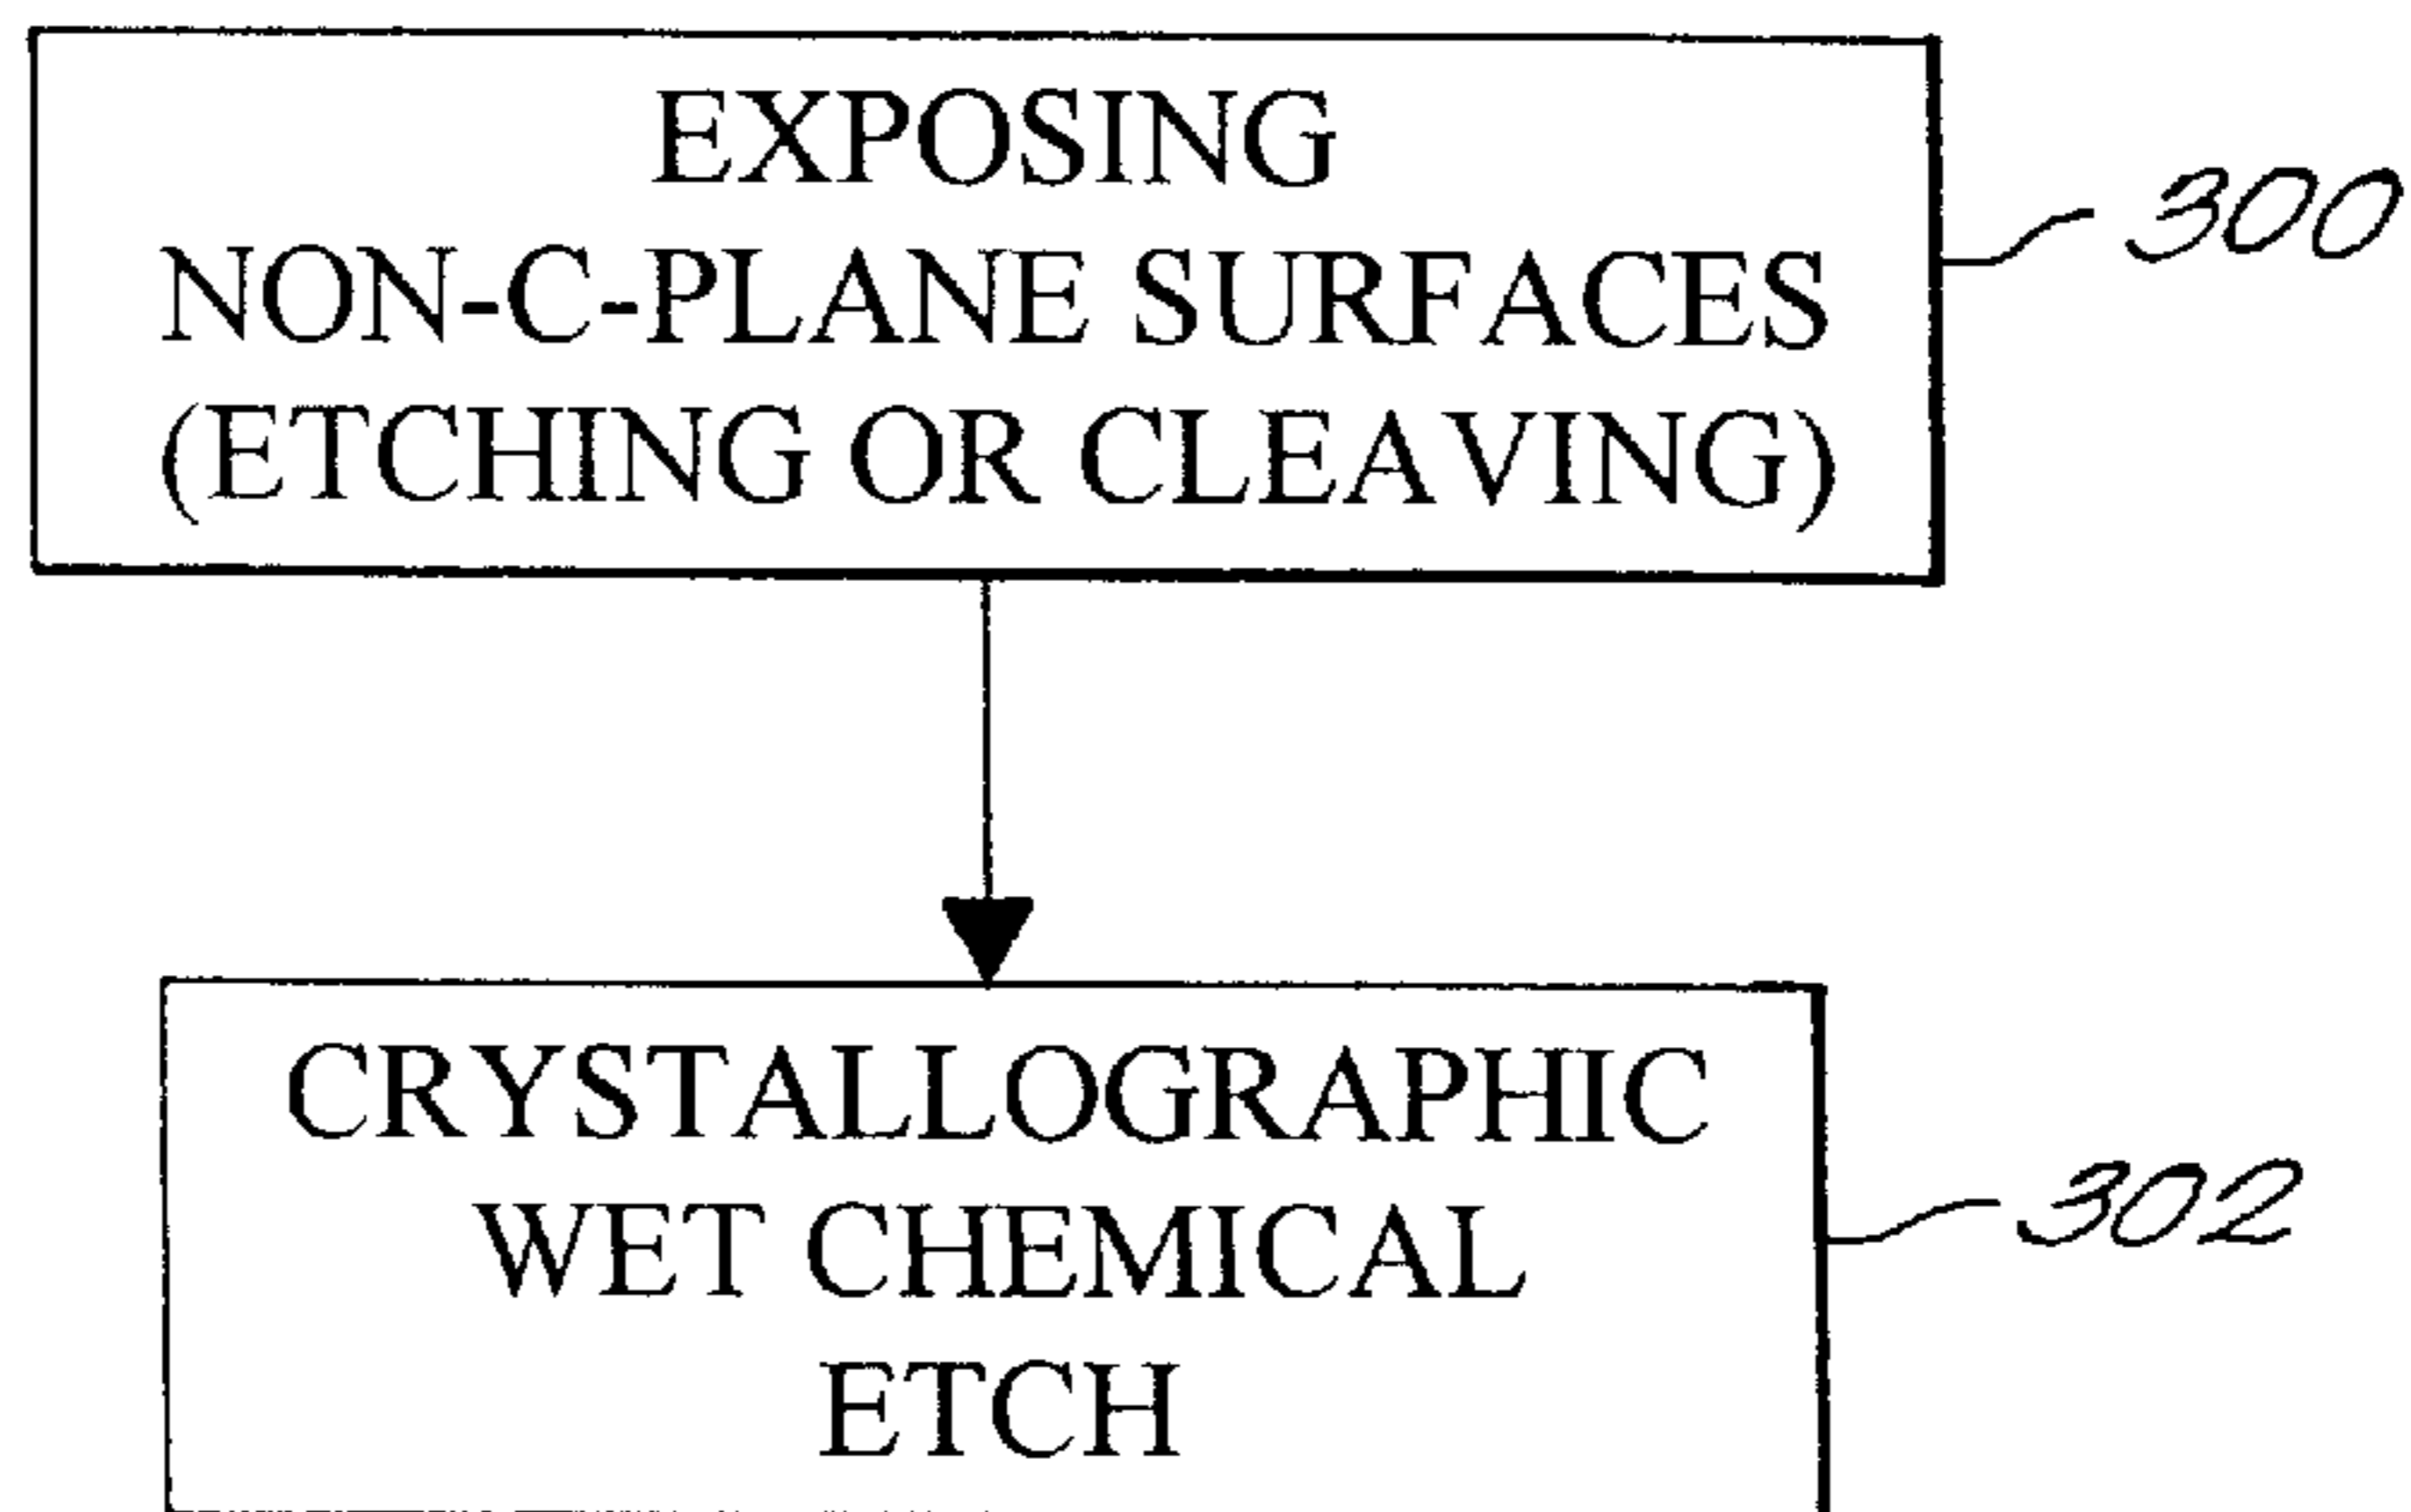 EXPOSING
NON-C-PLANE SURFACES
(ETCHING OR CLEAVING)
300
CRYSTALLOGRAPHIC
WET CHEMICAL
ETCH
302